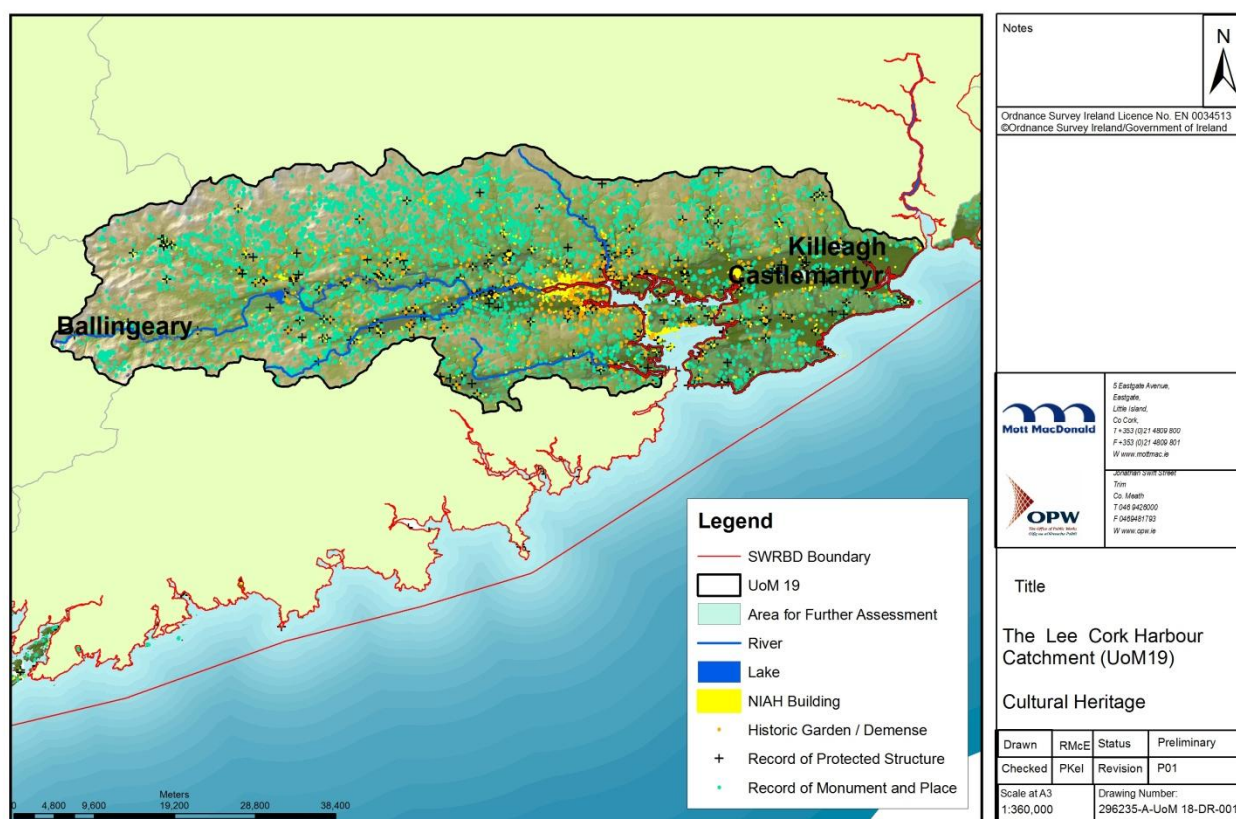 Ballingeary
Killeagh
Castlemartyr
Legend
SWRBD Boundary
UoM 19
Area for Further Assessment
River
Lake
NIAH Building
Historic Garden / Demense
Record of Protected Structure
Record of Monument and Place
Meters
0 4,800 9,600 19,200 28,800 38,400
Notes
N
Ordnance Survey Ireland Licence No. EN 0034513
©Ordnance Survey Ireland/Government of Ireland
Mott MacDonald
5 Eastgate Avenue,
Eastgate,
Little Island,
Co Cork,
T +353 (0)21 4809 800
F +353 (0)21 4809 801
W www.mottmac.ie
OPW
The Office of Public Works
Jonathan Swift Street
Trim
Co. Meath
T 046 9426000
F 0469481793
W www.opw.ie
Title
The Lee Cork Harbour
Catchment (UoM19)
Cultural Heritage
Drawn RMcE Status Preliminary
Checked PKel Revision P01
Scale at A3
1:360,000
Drawing Number:
296235-A-UoM 18-DR-001